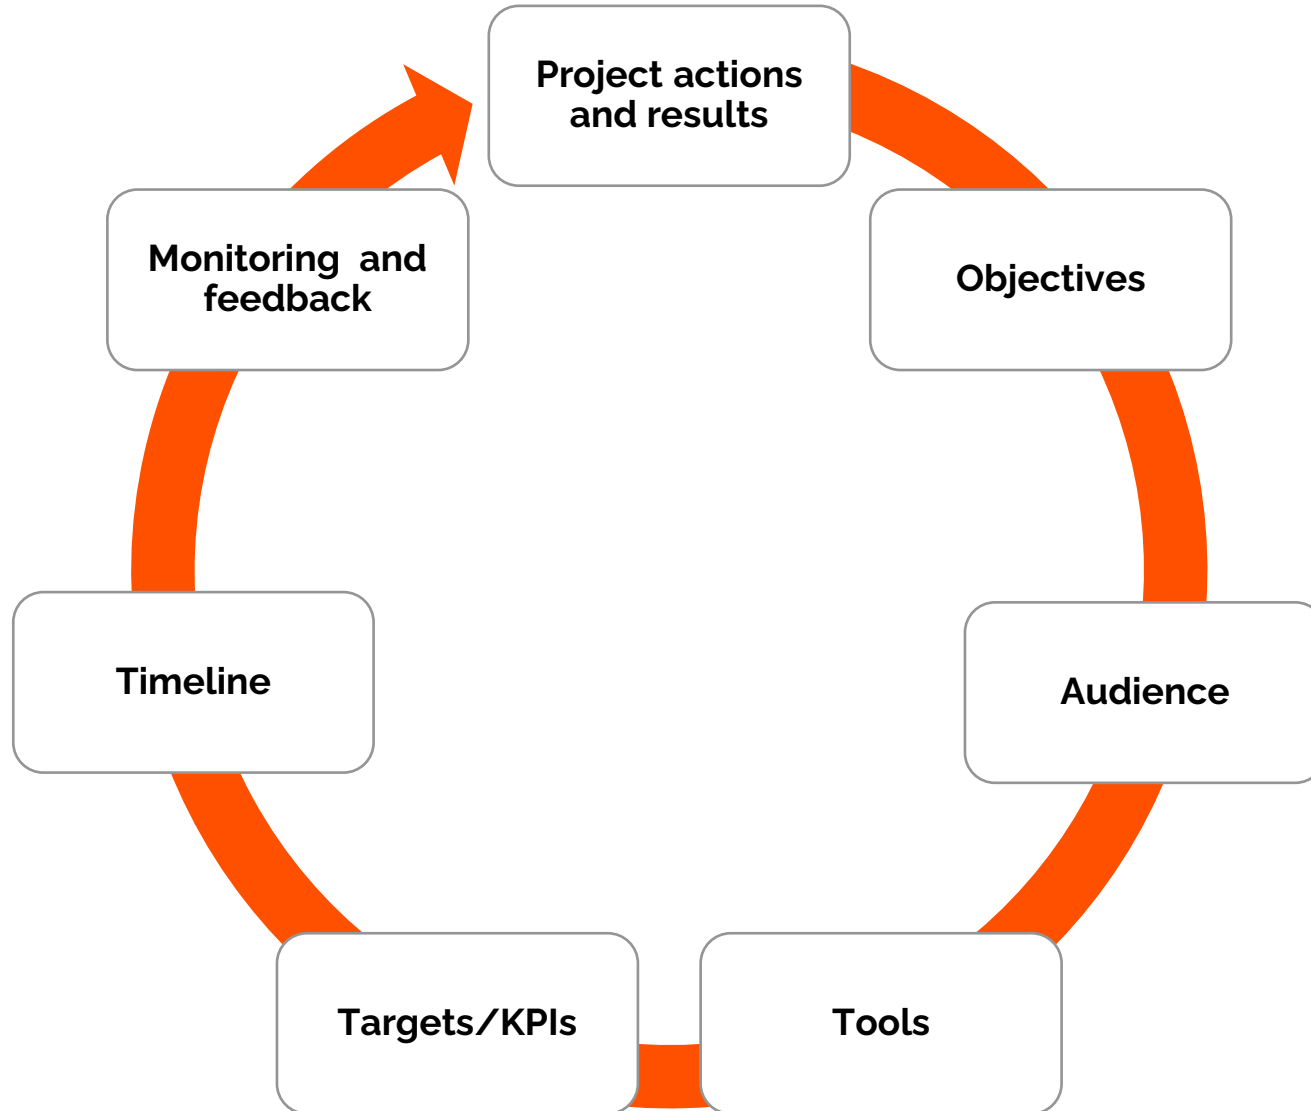 Project actions
and results
Objectives
Audience
Tools
Targets/KPIs
Timeline
Monitoring  and
feedback